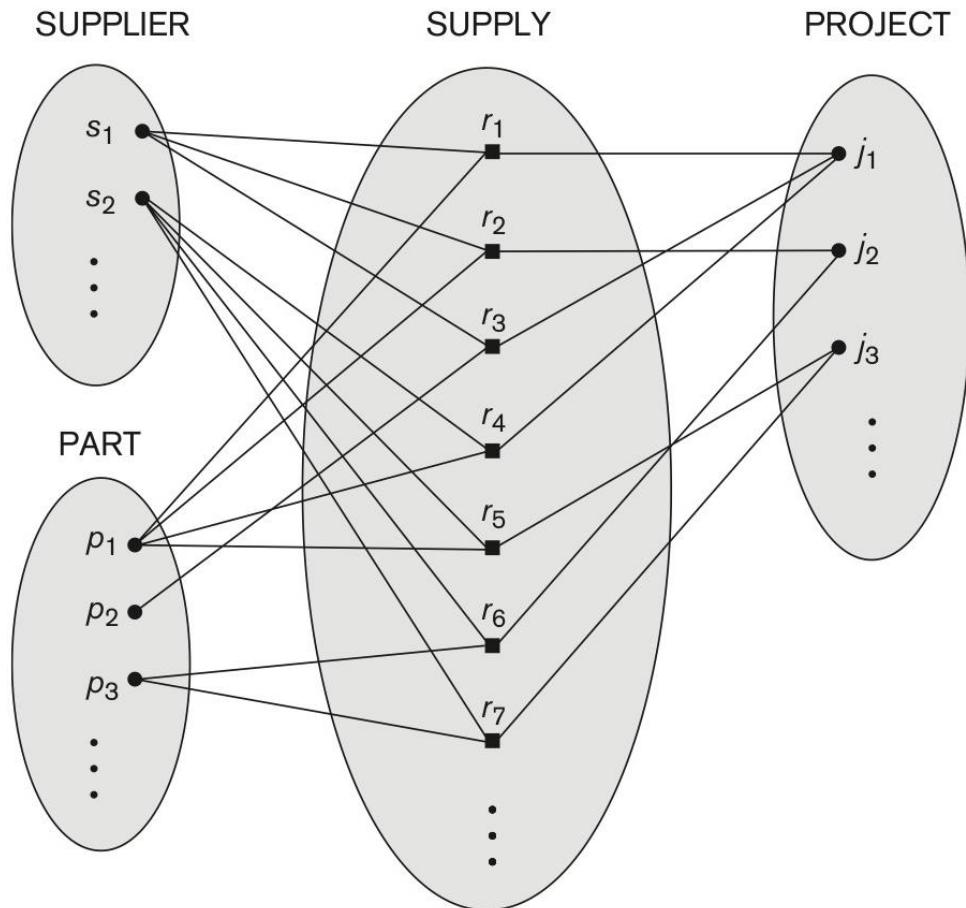 SUPPLIER
s1
s2
PART
p1
p2
p3
SUPPLY
r1
r2
r3
r4
r5
r6
r7
PROJECT
j1
j2
j3